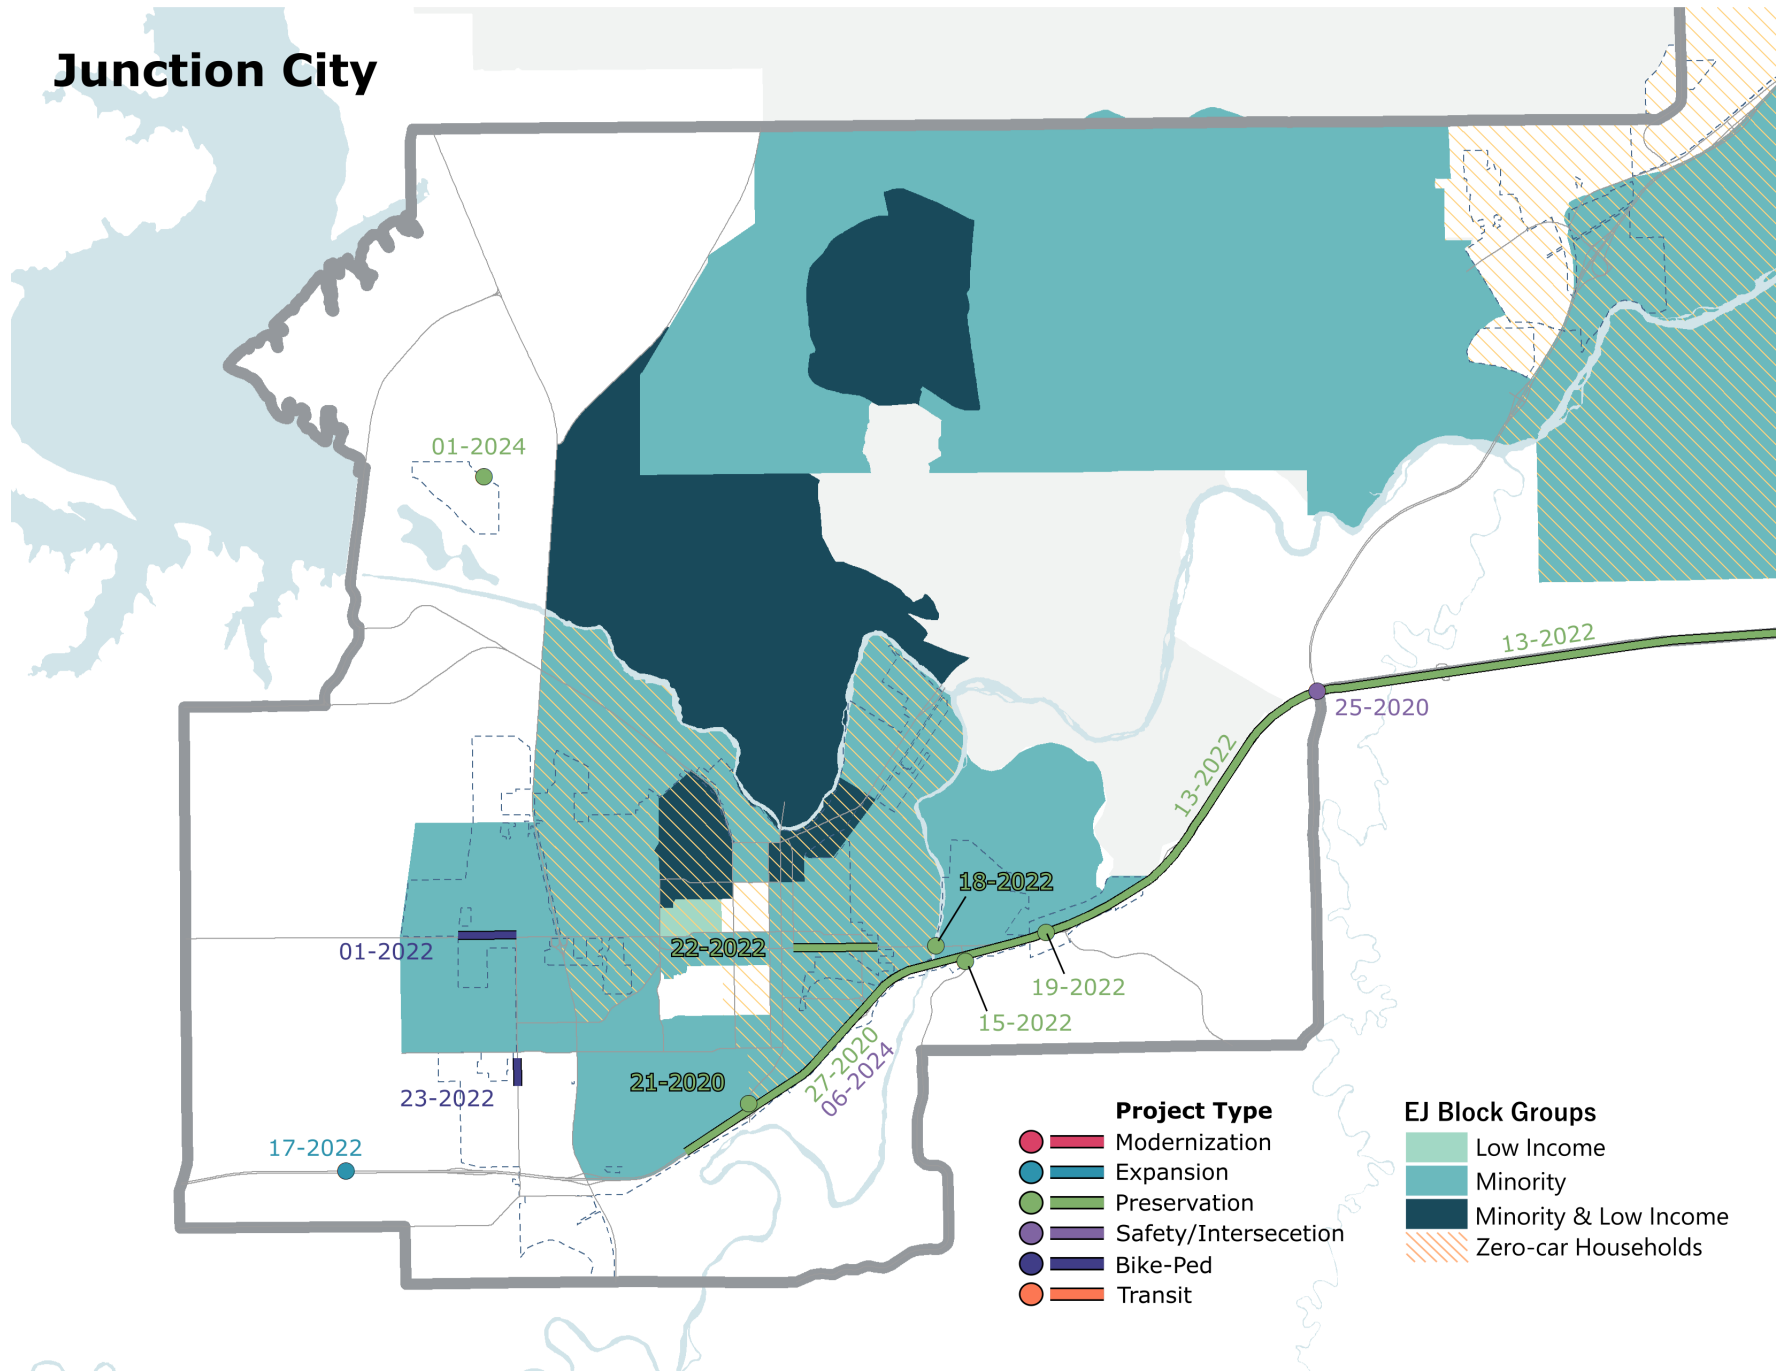 Junction City
01-2024
13-2022
25-2020
13-2022
18-2022
22-2022
01-2022
19-2022
15-2022
27-2020
06-2024
21-2020
23-2022
17-2022
Project Type
Modernization
Expansion
Preservation
Safety/Intersecetion
Bike-Ped
Transit
EJ Block Groups
Low Income
Minority
Minority & Low Income
Zero-car Households